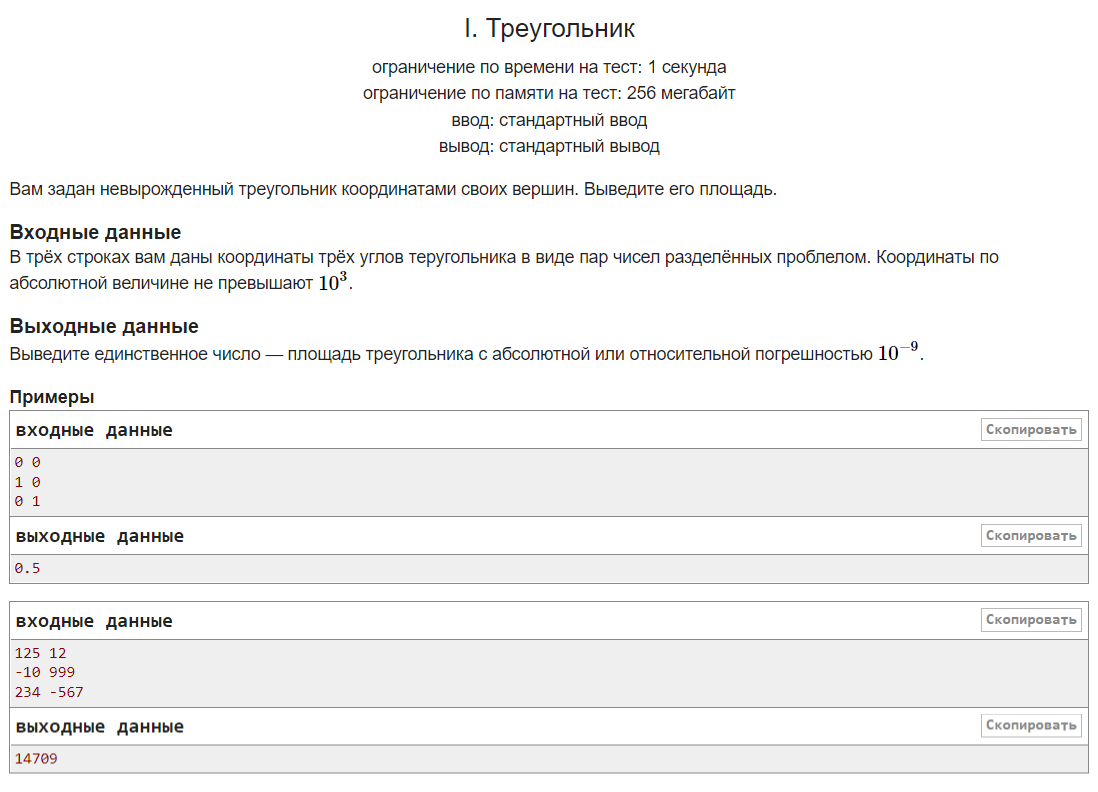 I. Треугольник
ограничение по времени на тест: 1 секунда
ограничение по памяти на тест: 256 мегабайт
ввод: стандартный ввод
вывод: стандартный вывод
Вам задан невырожденный треугольник координатами своих вершин. Выведите его площадь.
Входные данные
В трёх строках вам даны координаты трёх углов теругольника в виде пар чисел разделённых проблелом. Координаты по
абсолютной величине не превышают 10³.
Выходные данные
Выведите единственное число — площадь треугольника с абсолютной или относительной погрешностью 10⁻⁹.
Примеры
входные данные Скопировать
0 0
1 0
0 1
выходные данные Скопировать
0.5
входные данные Скопировать
125 12
-10 999
234 -567
выходные данные Скопировать
14709